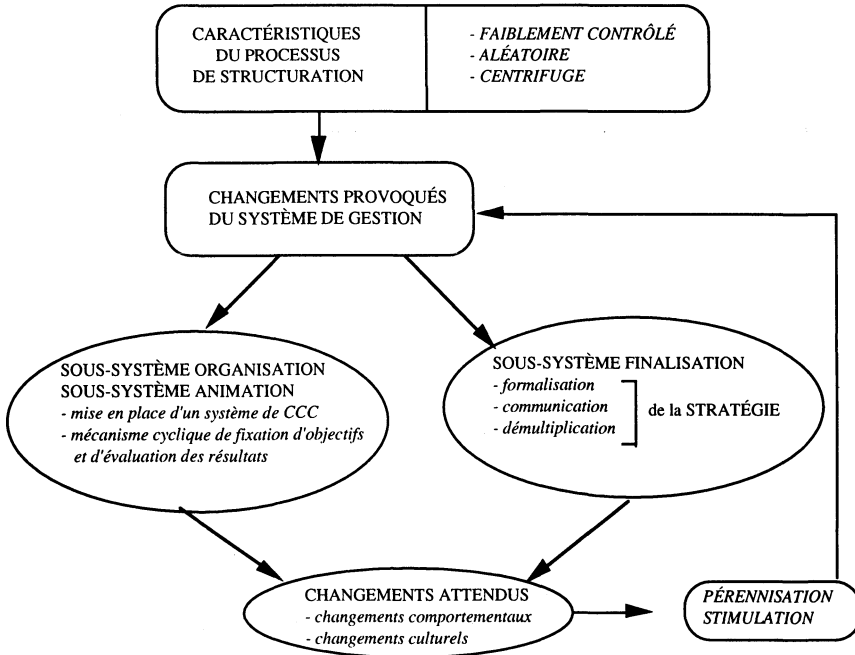 CARACTÉRISTIQUES
DU PROCESSUS
DE STRUCTURATION
- FAIBLEMENT CONTRÔLÉ
- ALÉATOIRE
- CENTRIFUGE
CHANGEMENTS PROVOQUÉS
DU SYSTÈME DE GESTION
SOUS-SYSTÈME ORGANISATION
SOUS-SYSTÈME ANIMATION
- mise en place d'un système de CCC
- mécanisme cyclique de fixation d'objectifs
et d'évaluation des résultats
SOUS-SYSTÈME FINALISATION
- formalisation
- communication
- démultiplication
de la STRATÉGIE
CHANGEMENTS ATTENDUS
- changements comportementaux
- changements culturels
PÉRENNISATION
STIMULATION